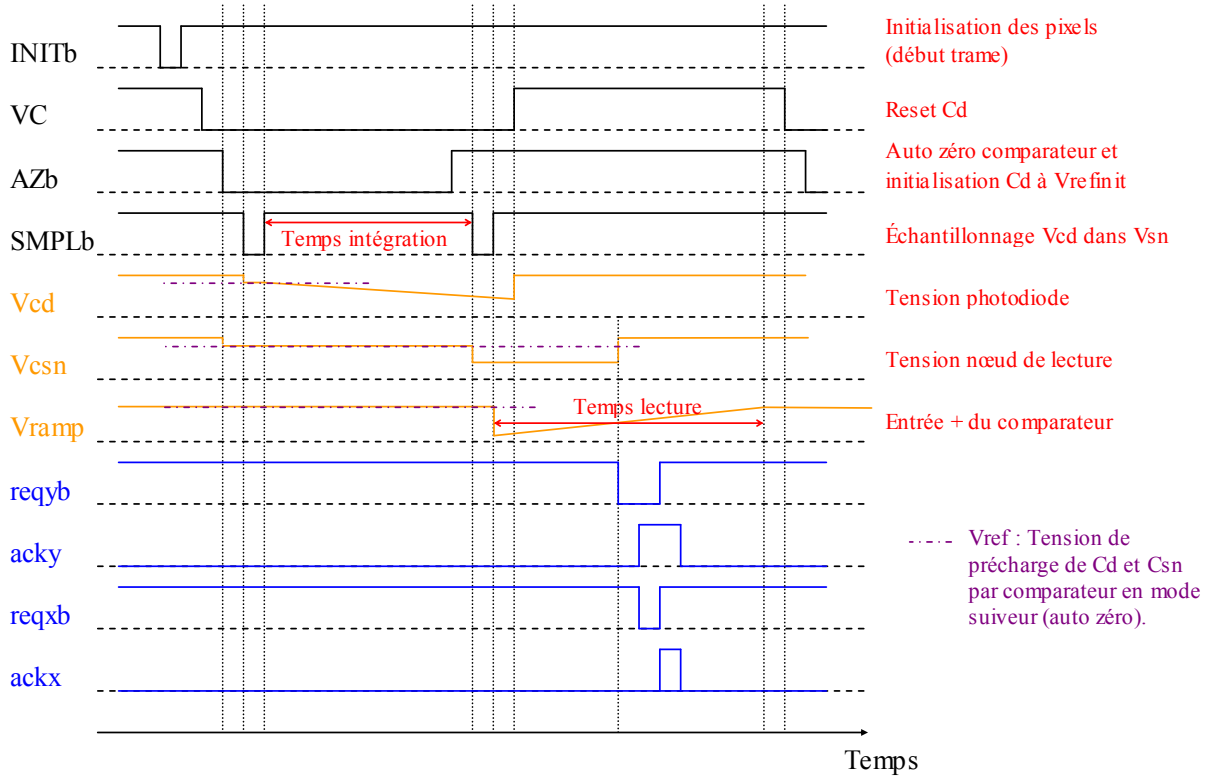 INITb
Initialisation des pixels
(début trame)
VC
Reset Cd
AZb
Auto zéro comparateur et
initialisation Cd à Vrefinit
SMPLb
Temps intégration
Échantillonnage Vcd dans Vsn
Vcd
Tension photodiode
Vcsn
Tension nœud de lecture
Vramp
Temps lecture
Entrée + du comparateur
reqyb
acky
Vref : Tension de
précharge de Cd et Csn
par comparateur en mode
suiveur (auto zéro).
reqxb
ackx
Temps